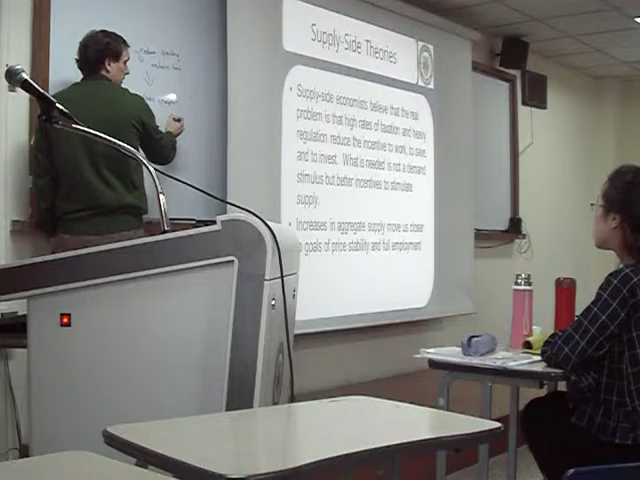 Supply-Side Theories
• Supply-side economists believe that the real
problem is that high rates of taxation and heavy
regulation reduce the incentive to work, to save,
and to invest. What is needed is not a demand
stimulus but better incentives to stimulate
supply.
• Increases in aggregate supply move us closer
to goals of price stability and full employment